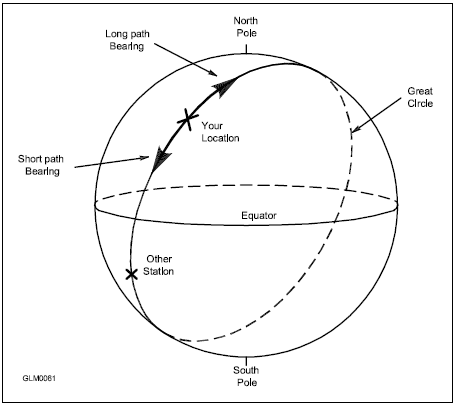 North
Pole
Long path
Bearing
Great
Circle
Your
Location
Short path
Bearing
Equator
Other
Station
South
Pole
GLM0061